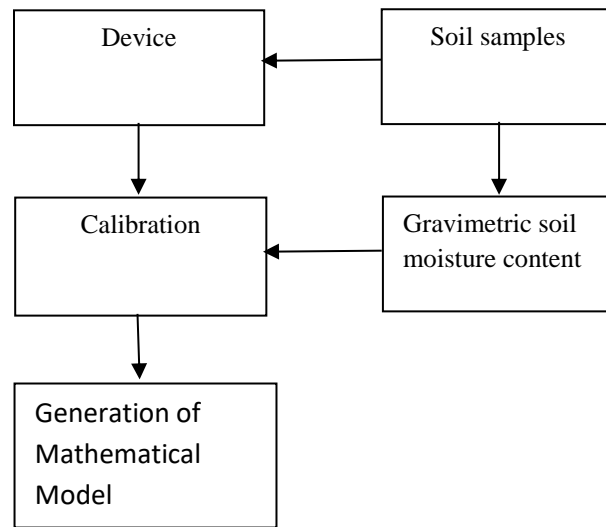 Device
Soil samples
Calibration
Gravimetric soil
moisture content
Generation of
Mathematical
Model